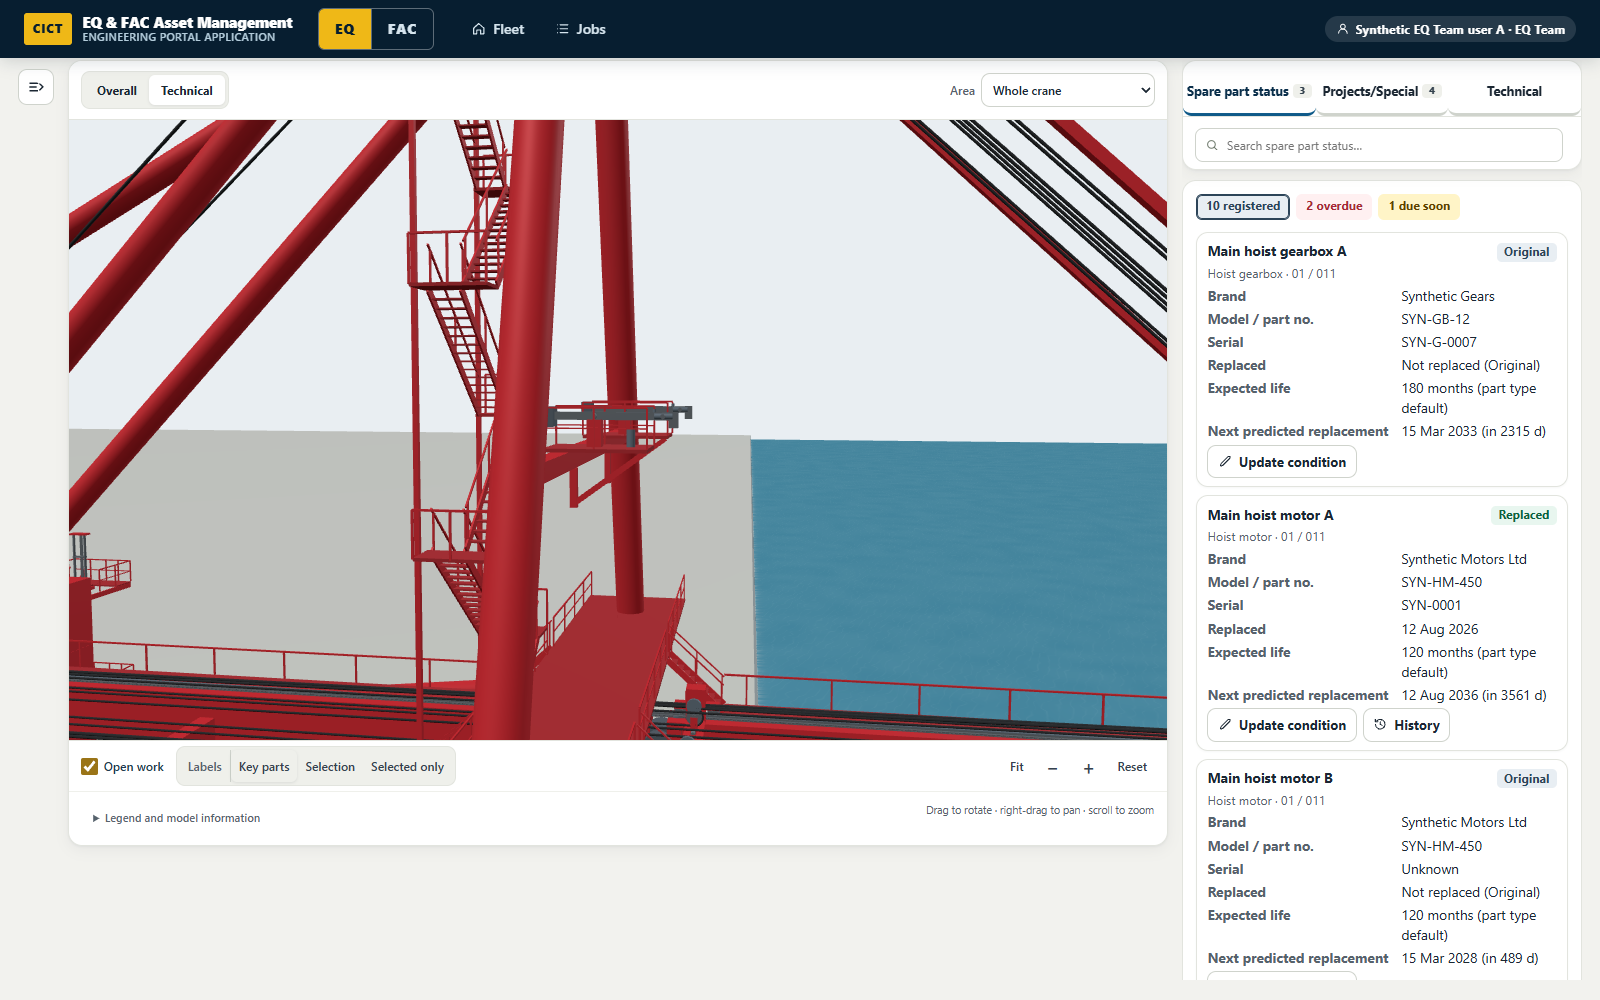 CICT
EQ & FAC Asset Management
ENGINEERING PORTAL APPLICATION
EQ
FAC
Fleet
Jobs
Synthetic EQ Team user A · EQ Team
Overall
Technical
Area
Whole crane
Open work
Labels
Key parts
Selection
Selected only
Fit
−
+
Reset
Legend and model information
Drag to rotate · right-drag to pan · scroll to zoom
Spare part status 3
Projects/Special 4
Technical
Search spare part status...
10 registered
2 overdue
1 due soon
Main hoist gearbox A
Original
Hoist gearbox · 01 / 011
Brand Synthetic Gears
Model / part no. SYN-GB-12
Serial SYN-G-0007
Replaced Not replaced (Original)
Expected life 180 months (part type
default)
Next predicted replacement 15 Mar 2033 (in 2315 d)
Update condition
Main hoist motor A
Replaced
Hoist motor · 01 / 011
Brand Synthetic Motors Ltd
Model / part no. SYN-HM-450
Serial SYN-0001
Replaced 12 Aug 2026
Expected life 120 months (part type
default)
Next predicted replacement 12 Aug 2036 (in 3561 d)
Update condition
History
Main hoist motor B
Original
Hoist motor · 01 / 011
Brand Synthetic Motors Ltd
Model / part no. SYN-HM-450
Serial Unknown
Replaced Not replaced (Original)
Expected life 120 months (part type
default)
Next predicted replacement 15 Mar 2028 (in 489 d)